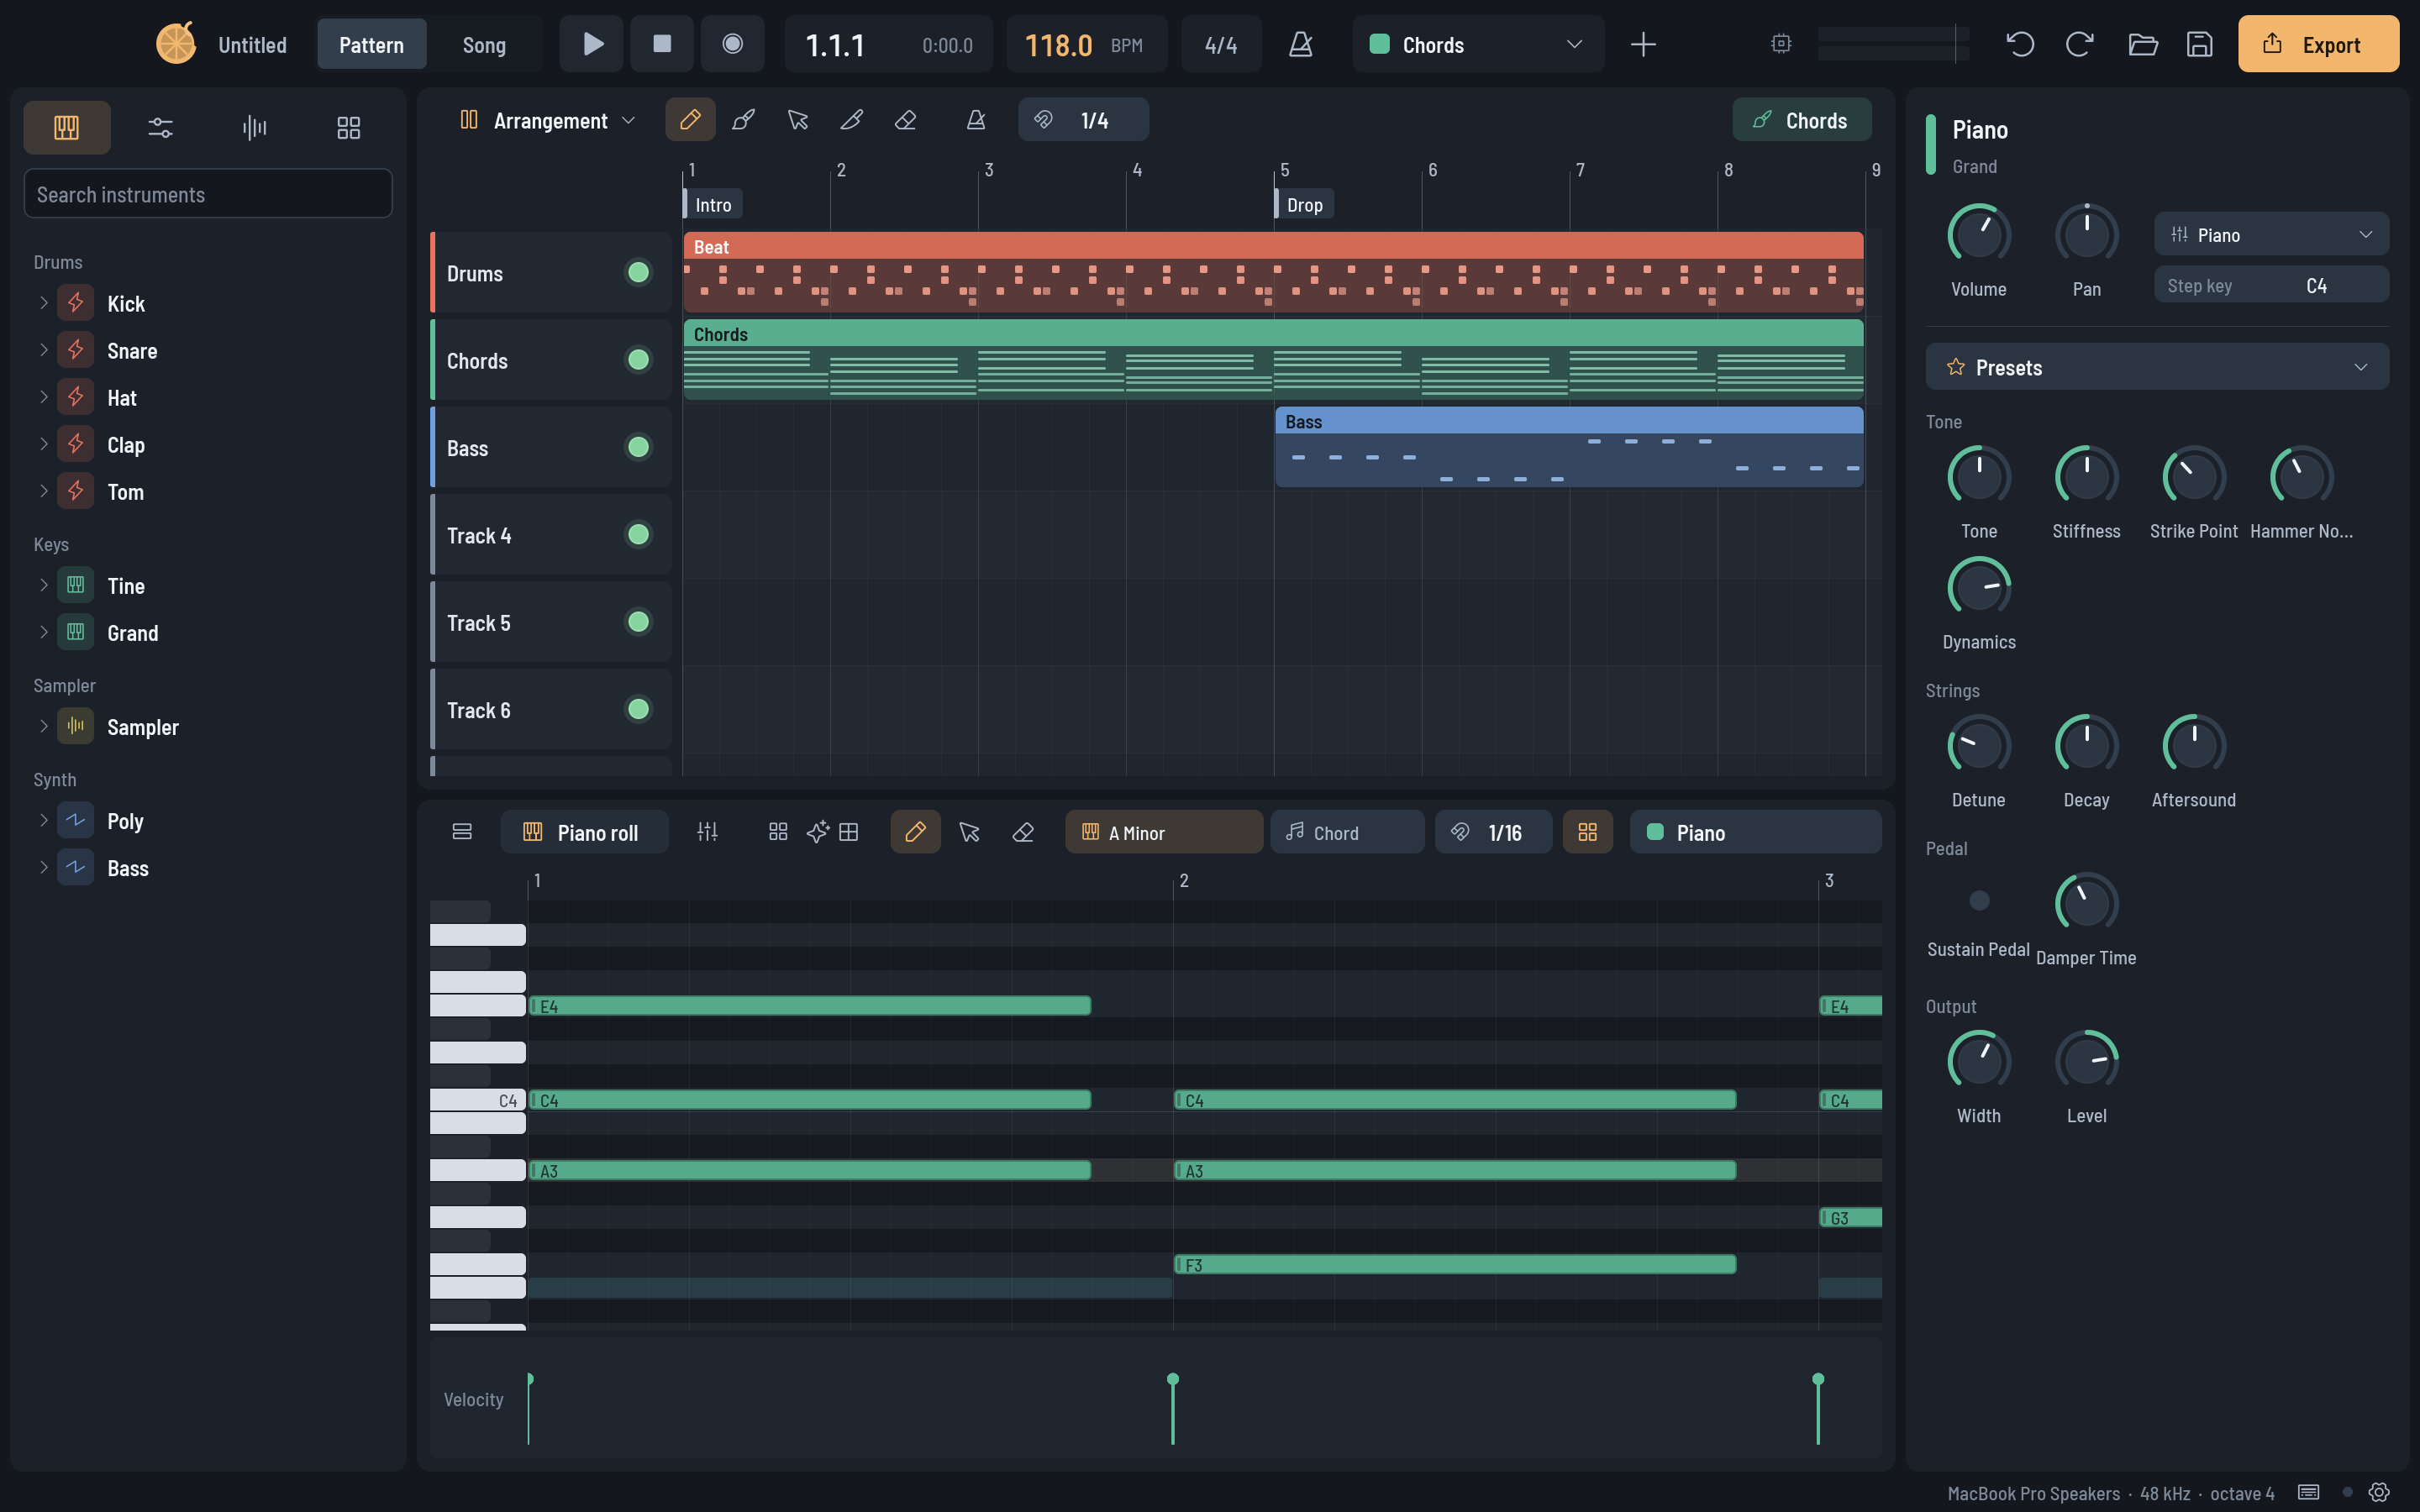 Untitled
Pattern
Song
1.1.1
0:00.0
118.0 BPM
4/4
Chords
Export
Search instruments
Drums
Kick
Snare
Hat
Clap
Tom
Keys
Tine
Grand
Sampler
Sampler
Synth
Poly
Bass
Arrangement
1/4
Chords
1 2 3 4 5 6 7 8 9
Intro
Drop
Drums
Beat
Chords
Chords
Bass
Bass
Track 4
Track 5
Track 6
Piano roll
A Minor
Chord
1/16
Piano
1 2 3
E4 E4
C4 C4 C4 C4
A3 A3
G3
F3
Velocity
Piano
Grand
Volume
Pan
Piano
Step key C4
Presets
Tone
Tone
Stiffness
Strike Point
Hammer No...
Dynamics
Strings
Detune
Decay
Aftersound
Pedal
Sustain Pedal
Damper Time
Output
Width
Level
MacBook Pro Speakers · 48 kHz · octave 4